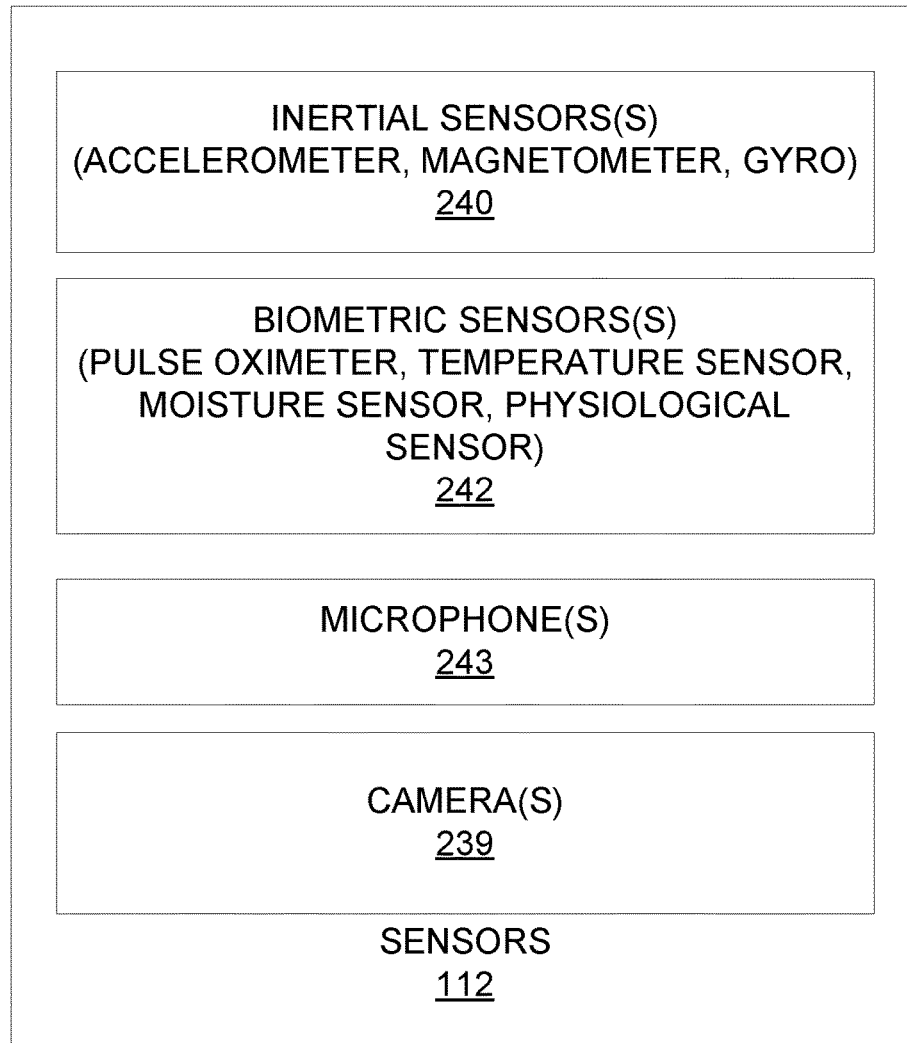 INERTIAL SENSORS(S)
(ACCELEROMETER, MAGNETOMETER, GYRO)
240
BIOMETRIC SENSORS(S)
(PULSE OXIMETER, TEMPERATURE SENSOR,
MOISTURE SENSOR, PHYSIOLOGICAL
SENSOR)
242
MICROPHONE(S)
243
CAMERA(S)
239
SENSORS
112